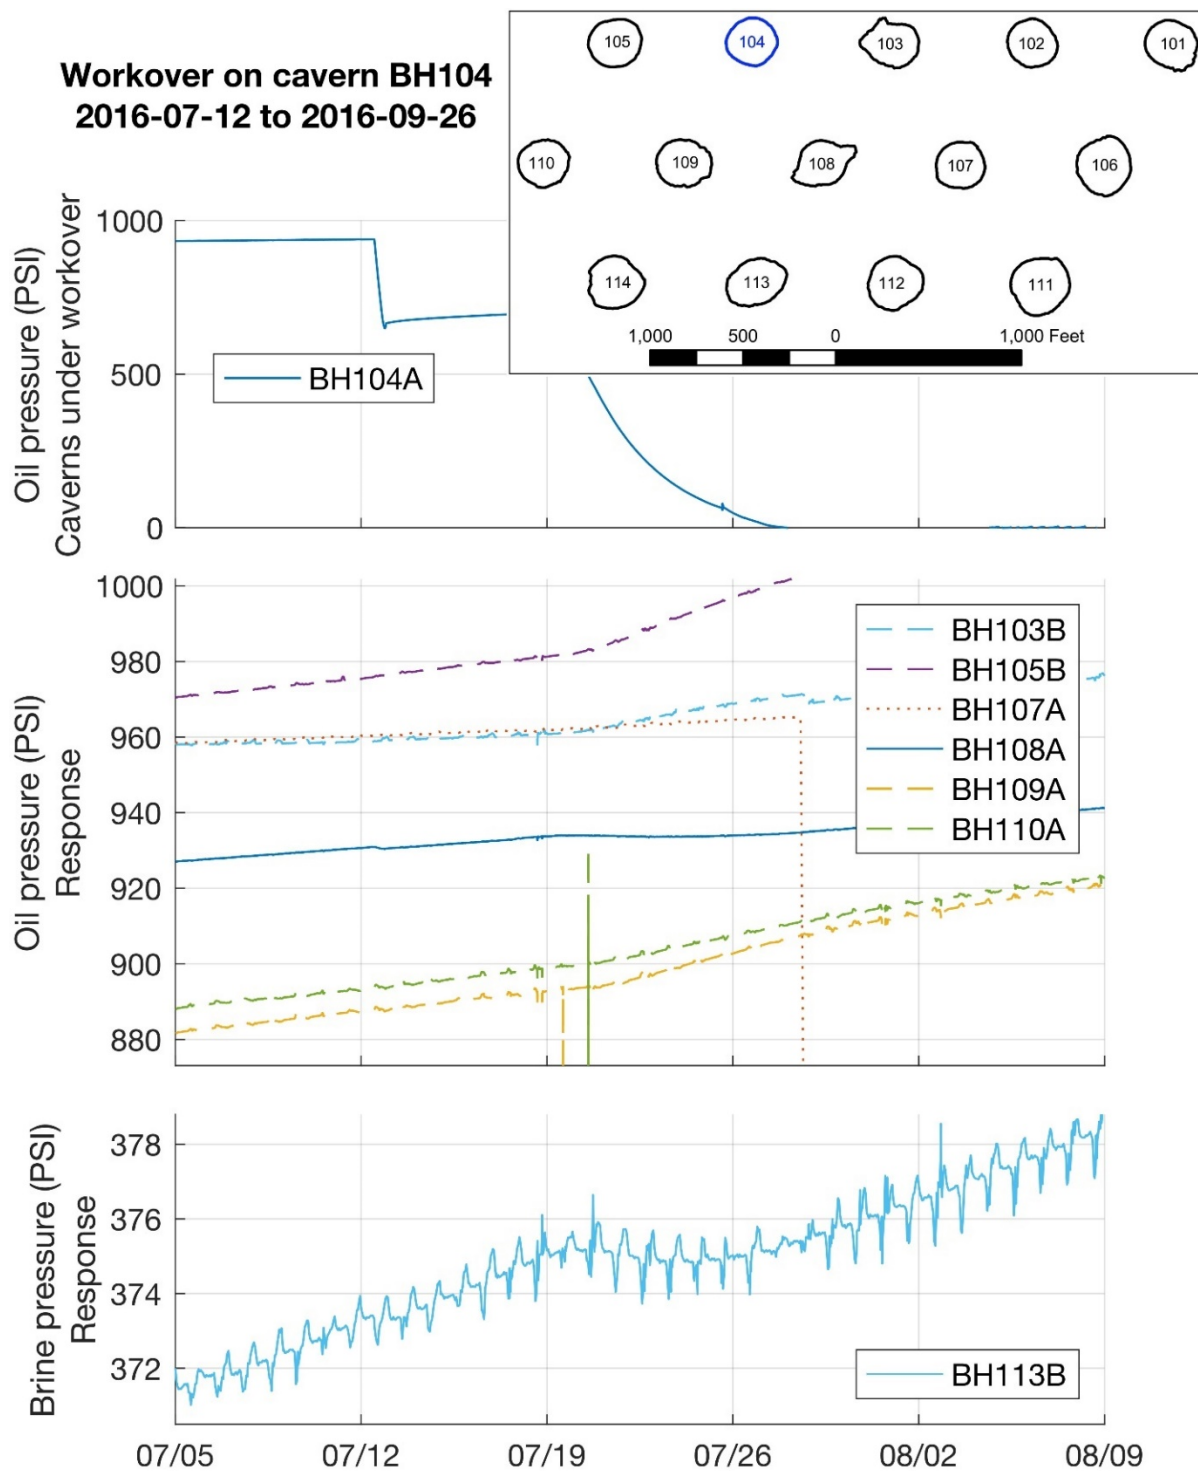 Workover on cavern BH104
2016-07-12 to 2016-09-26
105
104
103
102
101
110
109
108
107
106
114
113
112
111
1,000 500 0 1,000 Feet
Oil pressure (PSI)
Caverns under workover
1000
500
0
BH104A
Oil pressure (PSI)
Response
1000
980
960
940
920
900
880
BH103B
BH105B
BH107A
BH108A
BH109A
BH110A
Brine pressure (PSI)
Response
378
376
374
372
BH113B
07/05 07/12 07/19 07/26 08/02 08/09